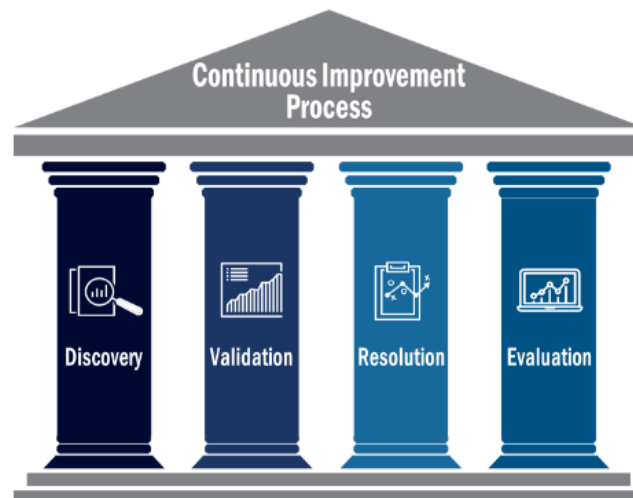 Continuous Improvement
Process
Discovery
Validation
Resolution
Evaluation